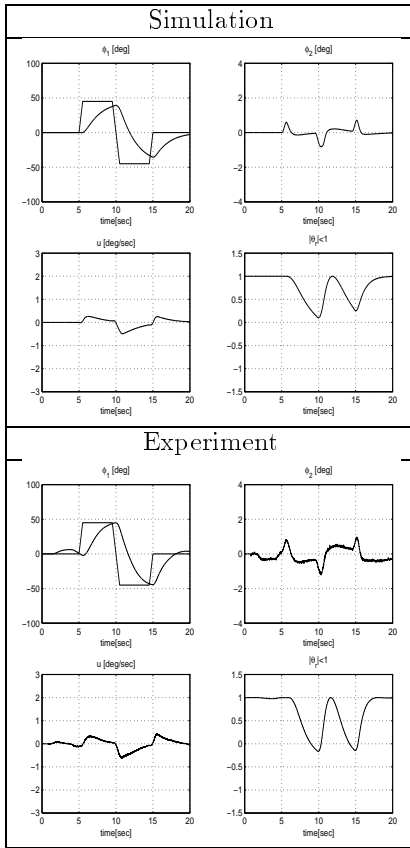 Simulation
ϕ1 [deg]
100
50
0
−50
−100
0 5 10 15 20
time[sec]
ϕ2 [deg]
4
2
0
−2
−4
0 5 10 15 20
time[sec]
u [deg/sec]
3
2
1
0
−1
−2
−3
0 5 10 15 20
time[sec]
|θr|<1
1.5
1
0.5
0
−0.5
−1
−1.5
0 5 10 15 20
time[sec]
Experiment
ϕ1 [deg]
100
50
0
−50
−100
0 5 10 15 20
time[sec]
ϕ2 [deg]
4
2
0
−2
−4
0 5 10 15 20
time[sec]
u [deg/sec]
3
2
1
0
−1
−2
−3
0 5 10 15 20
time[sec]
|θr|<1
1.5
1
0.5
0
−0.5
−1
−1.5
0 5 10 15 20
time[sec]